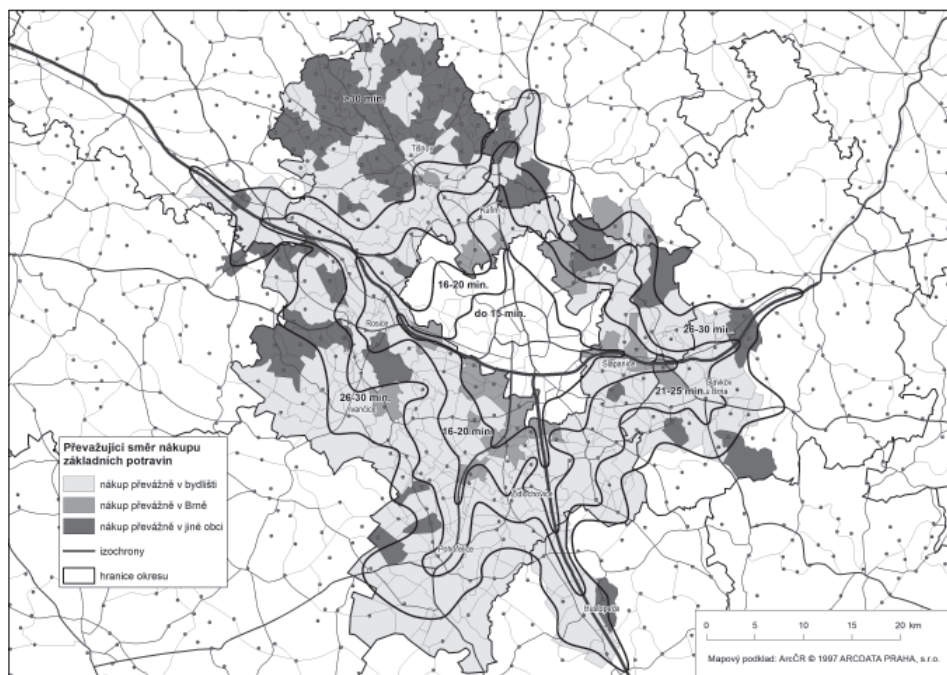 >30 min.
Tišnov
Kuřim
16-20 min.
do 15 min.
Rosice
26-30 min.
Šlapanice
21-25 min.
Slavkov
u Brna
26-30 min.
Ivančice
16-20 min.
Židlochovice
Pohořelice
Hustopeče
Převažující směr nákupu
základních potravin
nákup převážně v bydlišti
nákup převážně v Brně
nákup převážně v jiné obci
izochrony
hranice okresu
0 5 10 15 20 km
Mapový podklad: ArcČR © 1997 ARCDATA PRAHA, s.r.o.